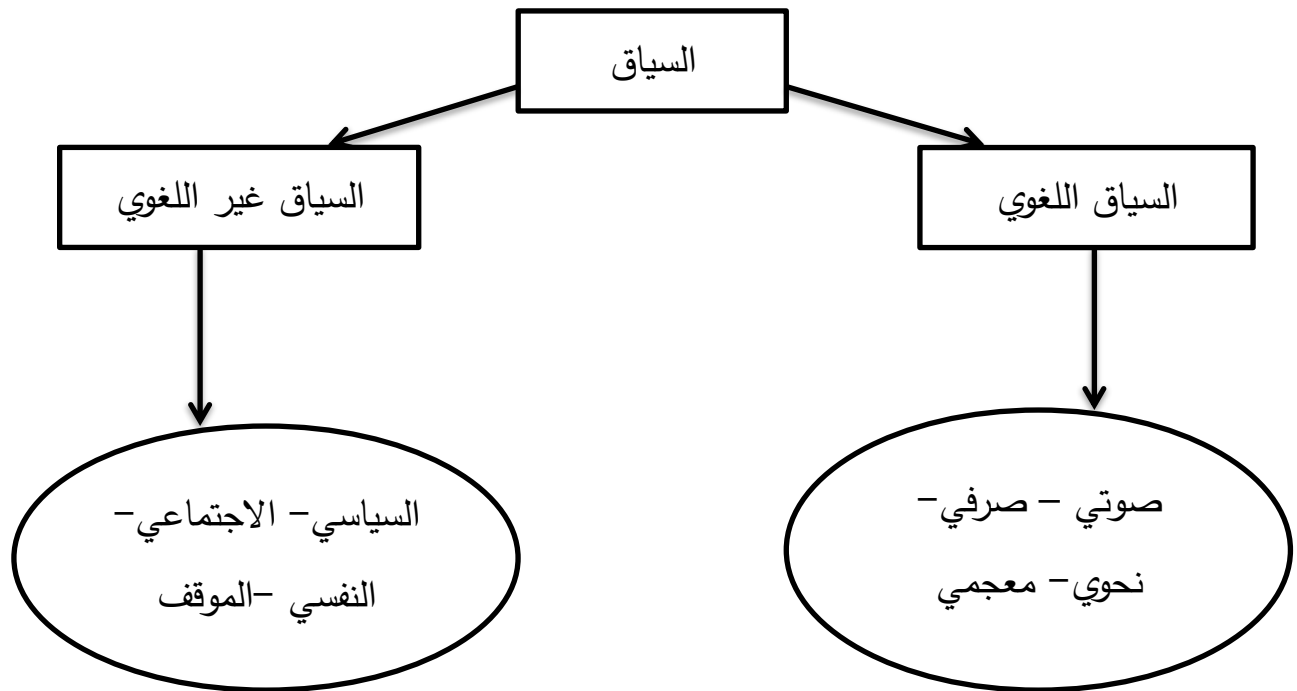 السياق
السياق اللغوي
السياق غير اللغوي
صوتي – صرفي–
نحوي– معجمي
السياسي– الاجتماعي–
النفسي –الموقف